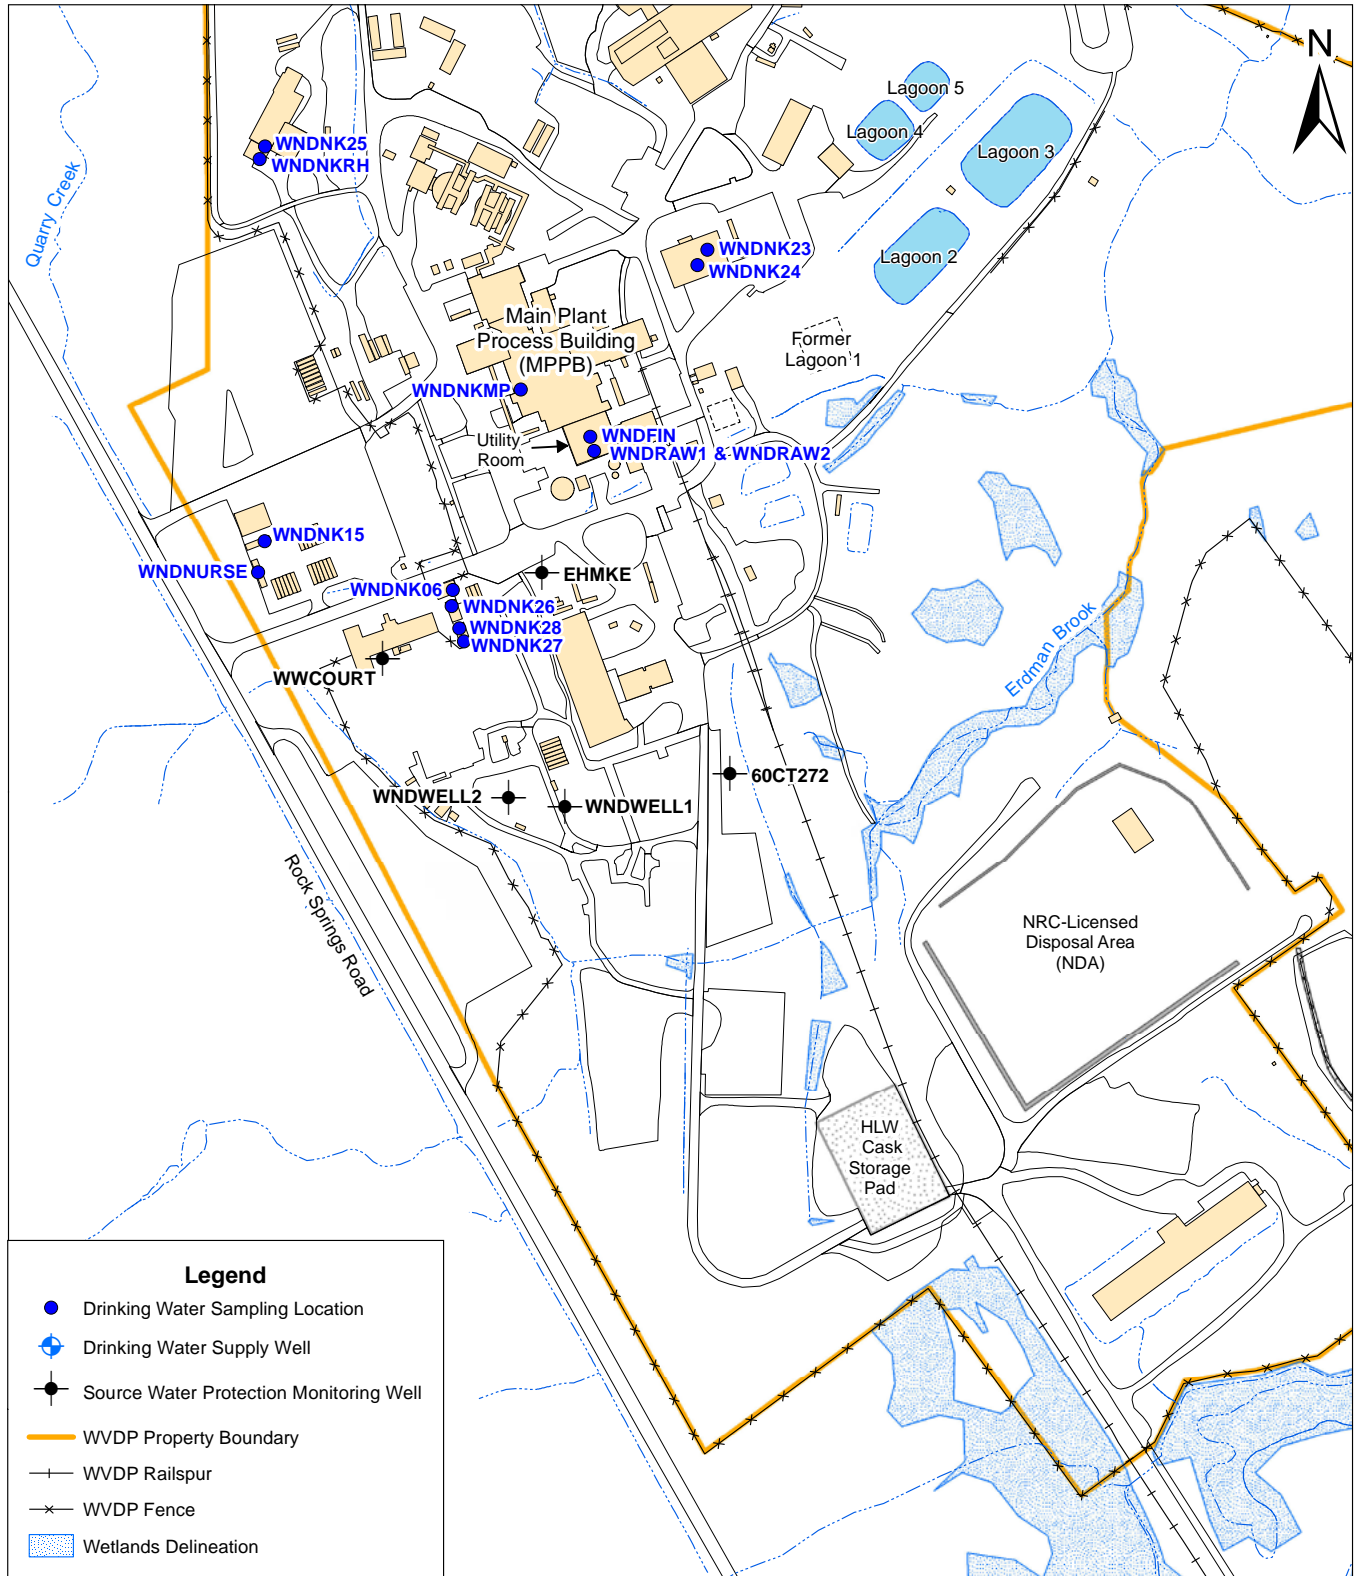 N
Lagoon 5
Lagoon 4
Lagoon 3
Lagoon 2
Former
Lagoon 1
Quarry Creek
WNDNK25
WNDNKRH
WNDNK23
WNDNK24
Main Plant
Process Building
(MPPB)
WNDNKMP
Utility
Room
WNDFIN
WNDRAW1 & WNDRAW2
WNDNK15
WNDNURSE
EHMKE
WNDNK06
WNDNK26
WNDNK28
WNDNK27
WWCOURT
Erdman Brook
60CT272
WNDWELL2
WNDWELL1
Rock Springs Road
NRC-Licensed
Disposal Area
(NDA)
HLW
Cask
Storage
Pad
Legend
Drinking Water Sampling Location
Drinking Water Supply Well
Source Water Protection Monitoring Well
WVDP Property Boundary
WVDP Railspur
WVDP Fence
Wetlands Delineation